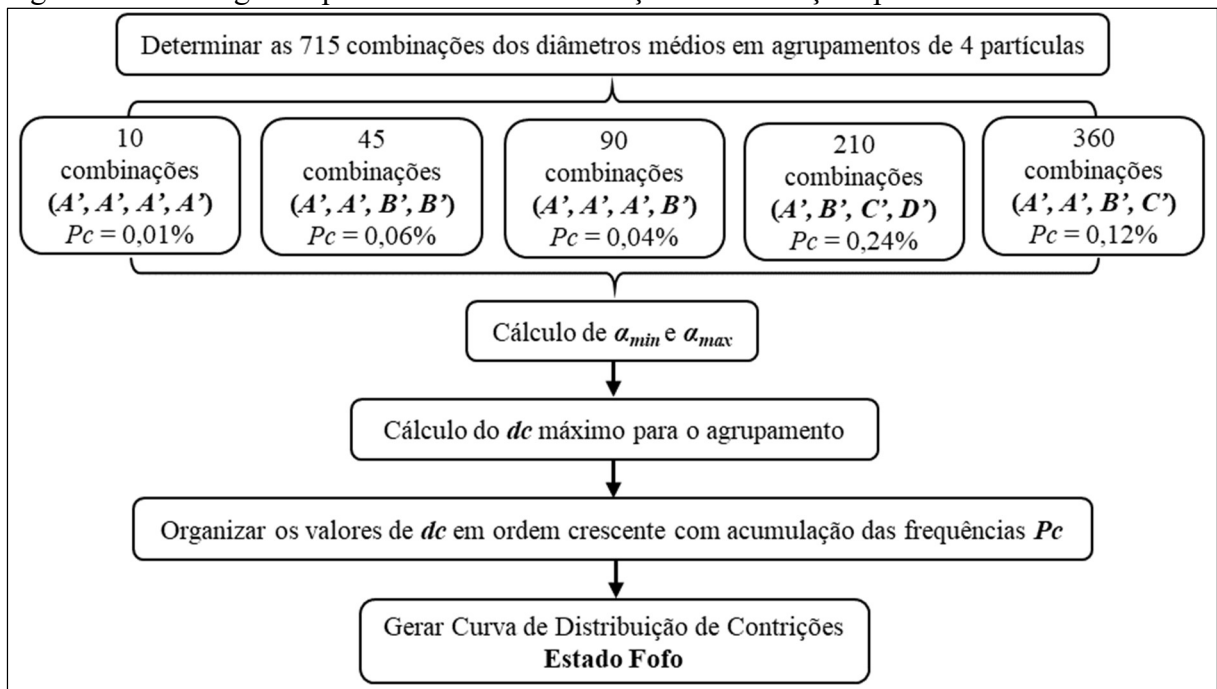 Determinar as 715 combinações dos diâmetros médios em agrupamentos de 4 partículas
10
combinações
(A’, A’, A’, A’)
Pc = 0,01%
45
combinações
(A’, A’, B’, B’)
Pc = 0,06%
90
combinações
(A’, A’, A’, B’)
Pc = 0,04%
210
combinações
(A’, B’, C’, D’)
Pc = 0,24%
360
combinações
(A’, A’, B’, C’)
Pc = 0,12%
Cálculo de αmin e αmax
Cálculo do dc máximo para o agrupamento
Organizar os valores de dc em ordem crescente com acumulação das frequências Pc
Gerar Curva de Distribuição de Contrições
Estado Fofo